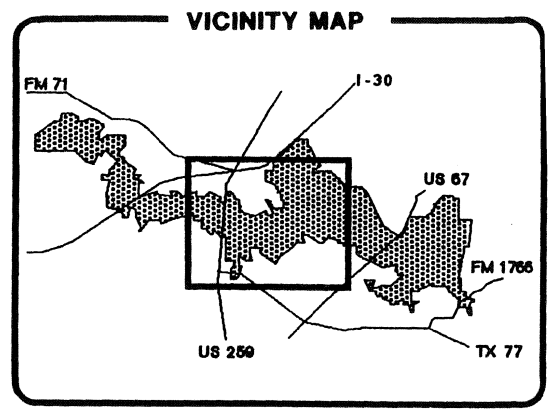 VICINITY MAP
FM 71
I-30
US 67
FM 1766
US 259
TX 77